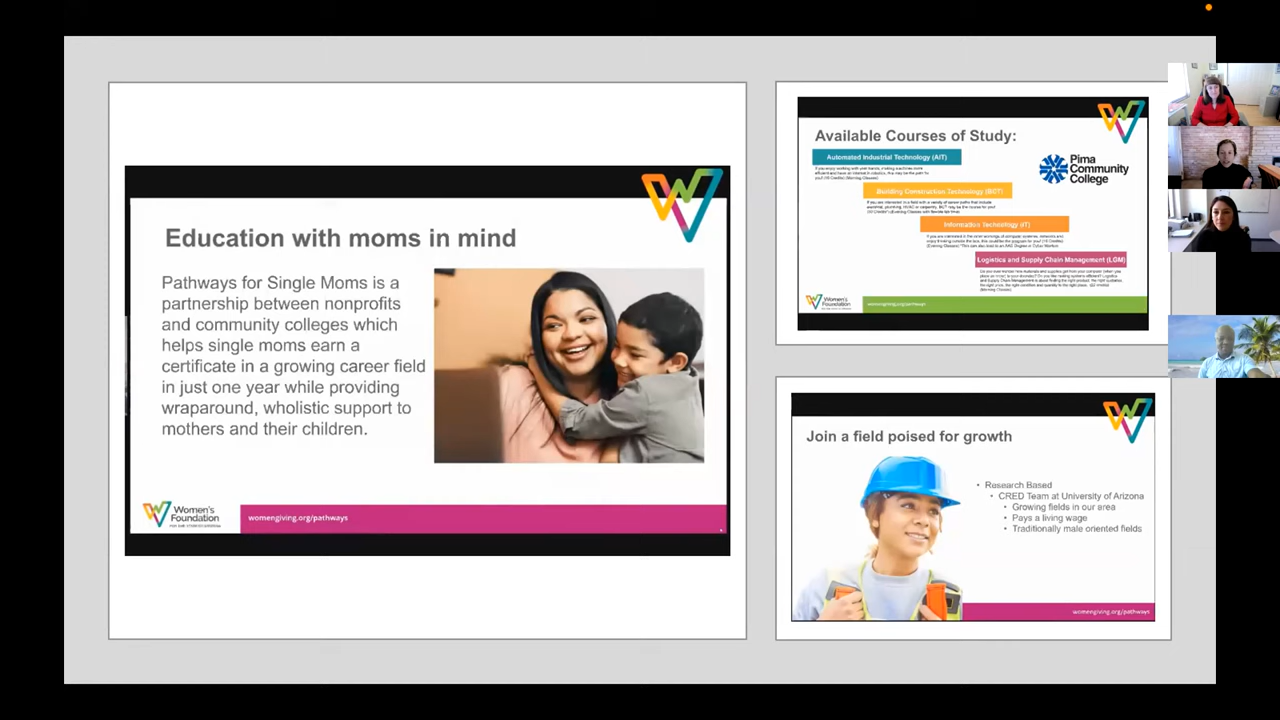 Education with moms in mind
Pathways for Single Moms is a
partnership between nonprofits
and community colleges which
helps single moms earn a
certificate in a growing career field
in just one year while providing
wraparound, wholistic support to
mothers and their children.
Women's
Foundation
womengiving.org/pathways
Available Courses of Study:
Automated Industrial Technology (AIT)
Pima
Community
College
Building Construction Technology (BCT)
Information Technology (IT)
Logistics and Supply Chain Management (LGM)
Women's
Foundation
womengiving.org/pathways
Join a field poised for growth
• Research Based
• CRED Team at University of Arizona
• Growing fields in our area
• Pays a living wage
• Traditionally male oriented fields
womengiving.org/pathways